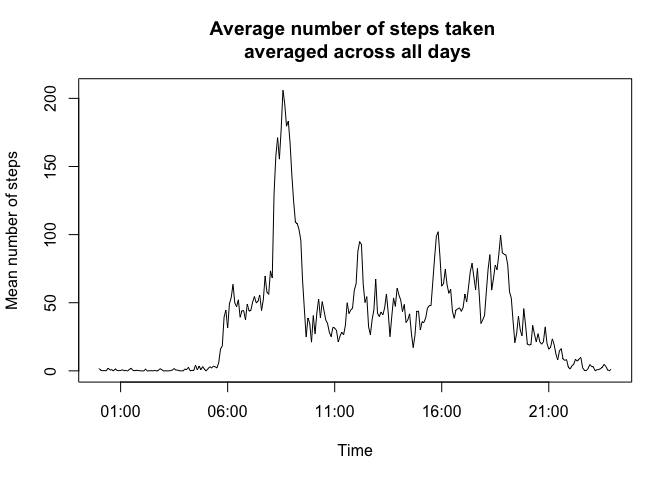 Average number of steps taken
averaged across all days
Mean number of steps
200
150
100
50
0
01:00 06:00 11:00 16:00 21:00
Time